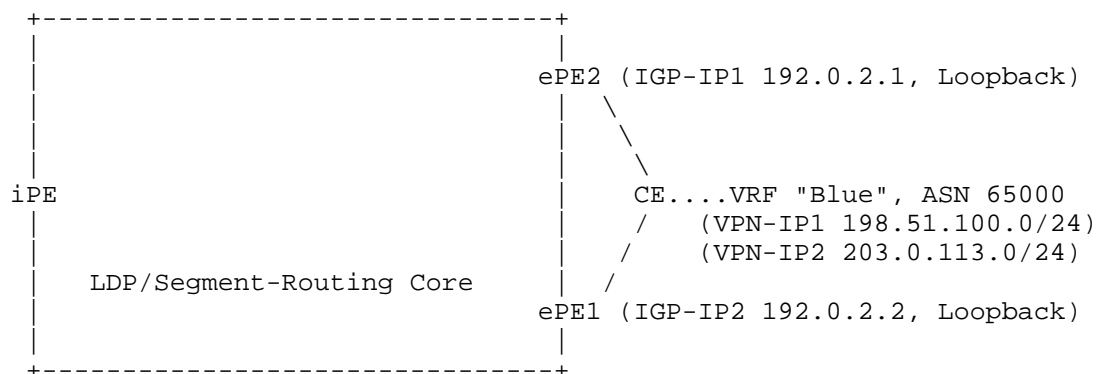 ePE2 (IGP-IP1 192.0.2.1, Loopback)
iPE
CE....VRF "Blue", ASN 65000
(VPN-IP1 198.51.100.0/24)
(VPN-IP2 203.0.113.0/24)
LDP/Segment-Routing Core
ePE1 (IGP-IP2 192.0.2.2, Loopback)